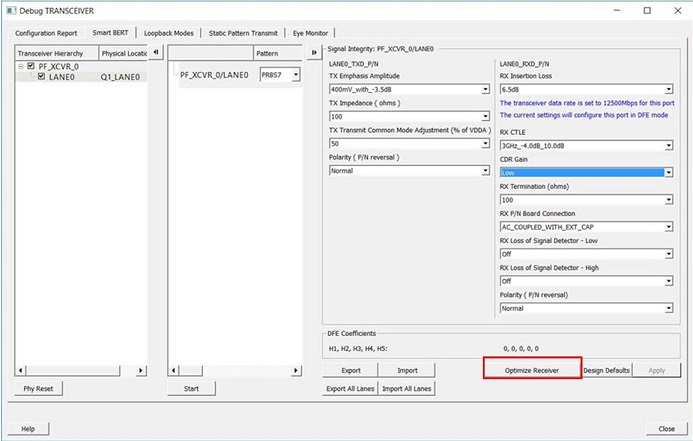 Debug TRANSCEIVER
Configuration Report
Smart BERT
Loopback Modes
Static Pattern Transmit
Eye Monitor
Transceiver Hierarchy
Physical Locatic
PF_XCVR_0
LANE0
Q1_LANE0
Pattern
PF_XCVR_0/LANE0
PRBS7
Signal Integrity: PF_XCVR_0/LANE0
LANE0_TXD_P/N
TX Emphasis Amplitude
400mV_with_-3.5dB
TX Impedance ( ohms )
100
TX Transmit Common Mode Adjustment (% of VDDA )
50
Polarity ( P/N reversal )
Normal
LANE0_RXD_P/N
RX Insertion Loss
6.5dB
The transceiver data rate is set to 12500Mbps for this port
The current settings will configure this port in DFE mode
RX CTLE
3GHz_-4.0dB_10.0dB
CDR Gain
Low
RX Termination (ohms)
100
RX P/N Board Connection
AC_COUPLED_WITH_EXT_CAP
RX Loss of Signal Detector - Low
Off
RX Loss of Signal Detector - High
Off
Polarity ( P/N reversal)
Normal
DFE Coefficients
H1, H2, H3, H4, H5:
0, 0, 0, 0, 0
Phy Reset
Start
Export
Import
Optimize Receiver
Design Defaults
Apply
Export All Lanes
Import All Lanes
Help
Close